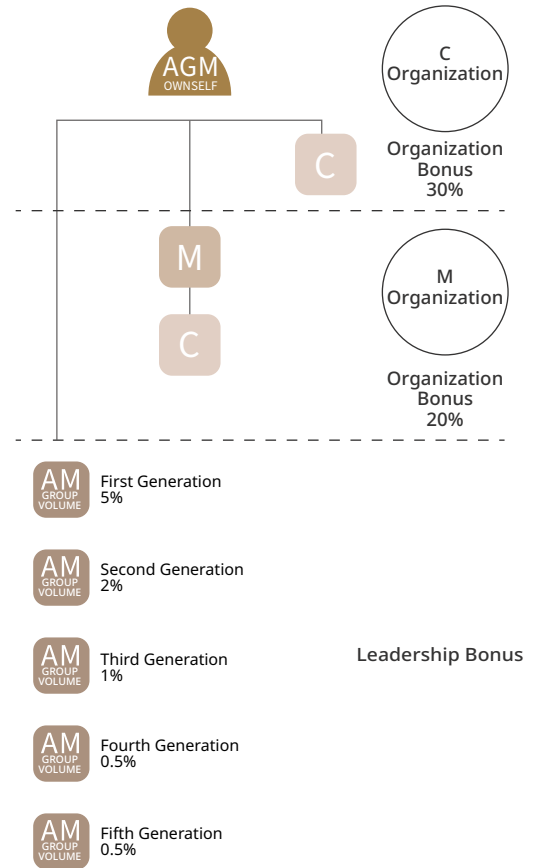 AGM
OWNSELF
C
Organization
Organization
Bonus
30%
C
M
M
Organization
C
Organization
Bonus
20%
AM
GROUP
VOLUME
First Generation
5%
AM
GROUP
VOLUME
Second Generation
2%
AM
GROUP
VOLUME
Third Generation
1%
Leadership Bonus
AM
GROUP
VOLUME
Fourth Generation
0.5%
AM
GROUP
VOLUME
Fifth Generation
0.5%